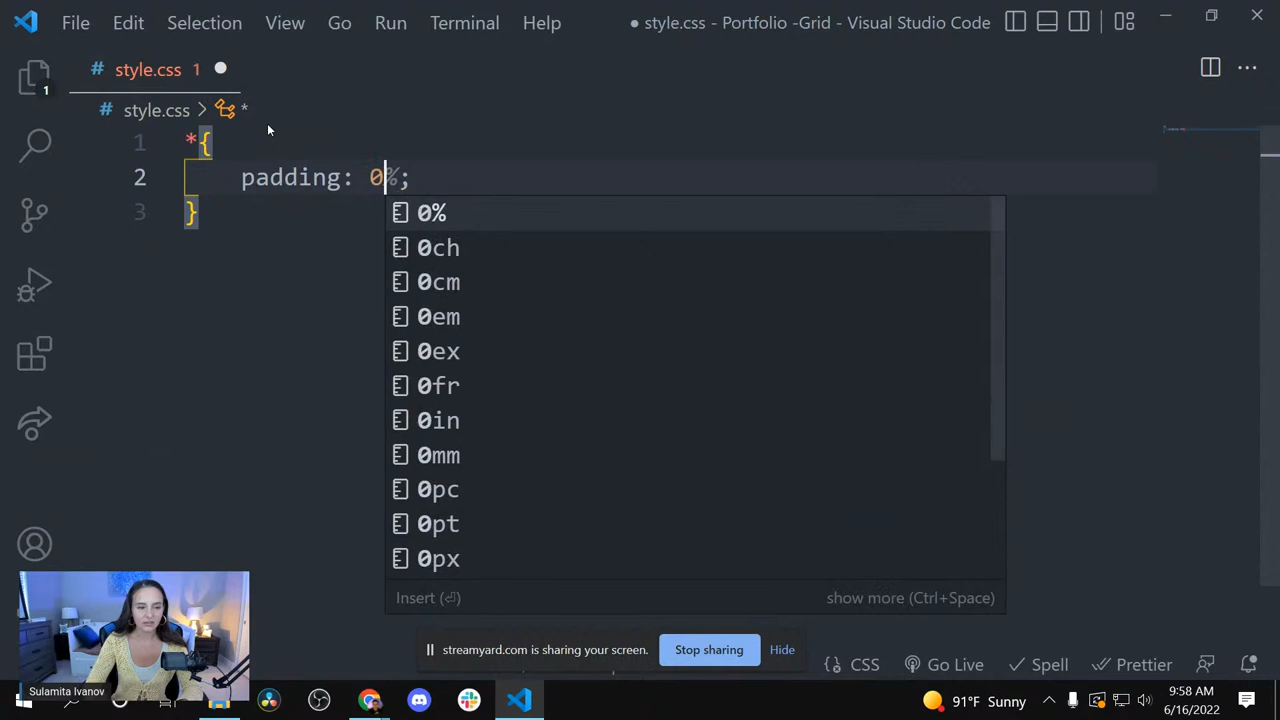 File Edit Selection View Go Run Terminal Help ● style.css - Portfolio -Grid - Visual Studio Code
# style.css 1
1
# style.css > *
1 *{
2 padding: 0%;
3 }
0%
0ch
0cm
0em
0ex
0fr
0in
0mm
0pc
0pt
0px
Insert (⏎) show more (Ctrl+Space)
streamyard.com is sharing your screen. Stop sharing Hide
CSS Go Live Spell Prettier
Sulamita Ivanov
91°F Sunny
9:58 AM
6/16/2022